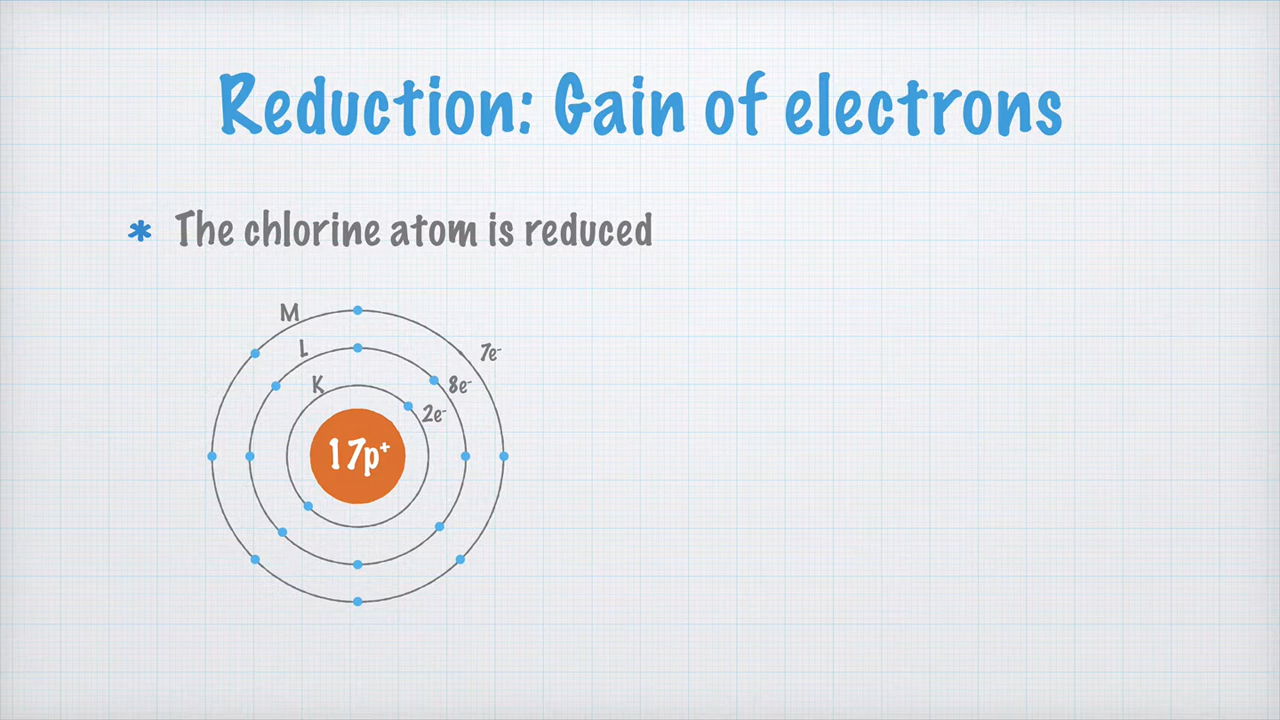 Reduction: Gain of electrons
* The chlorine atom is reduced
M
L
7e⁻
K
8e⁻
2e⁻
17p⁺